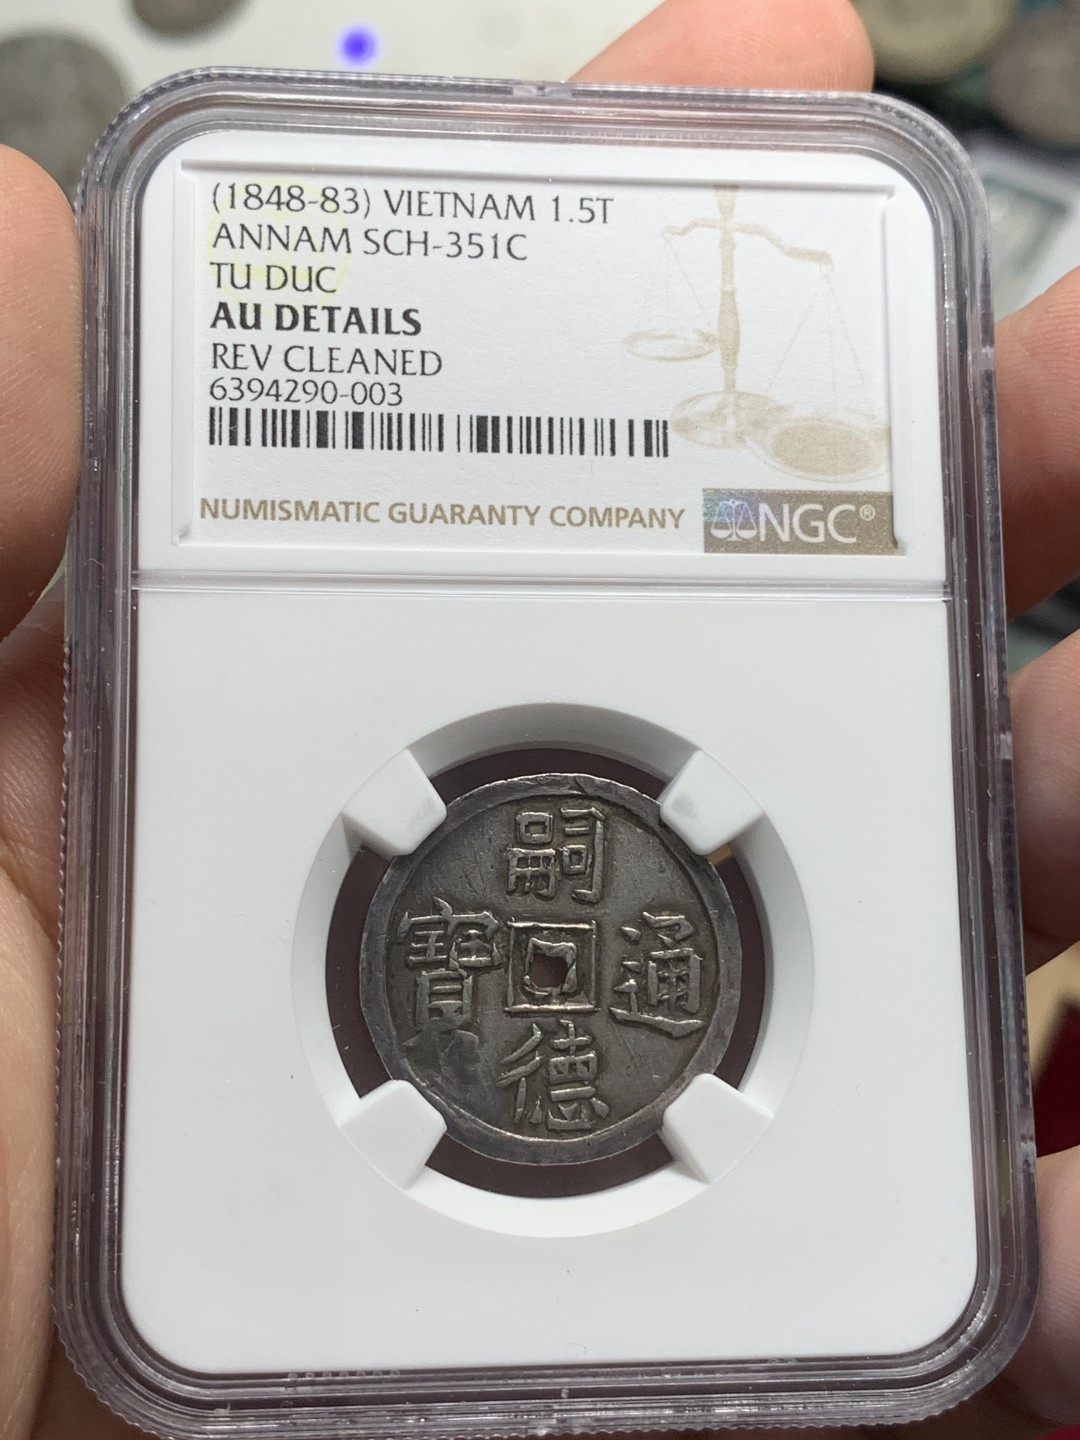 (1848-83) VIETNAM 1.5T
ANNAM SCH-351C
TU DUC
AU DETAILS
REV CLEANED
6394290-003
NUMISMATIC GUARANTY COMPANY NGC®
嗣
德
通
寶